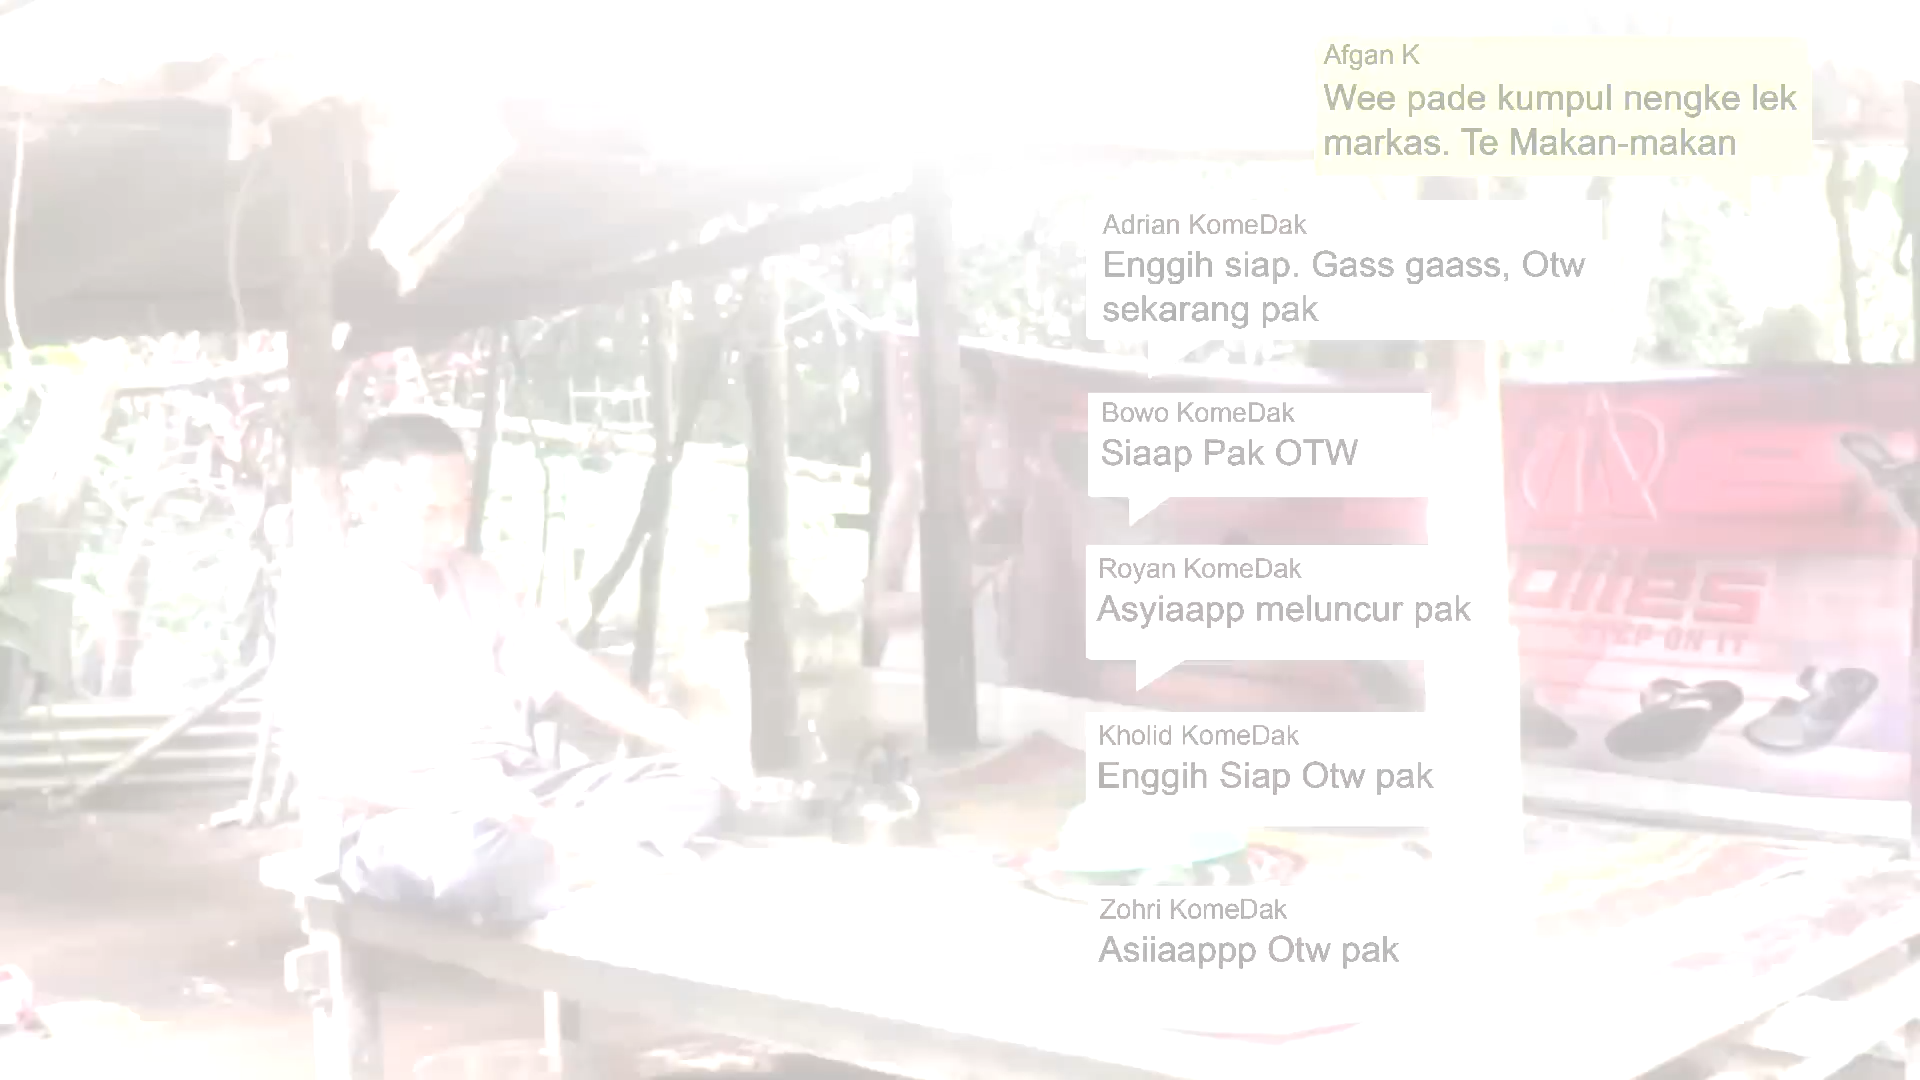 Afgan K
Wee pade kumpul nengke lek
markas. Te Makan-makan
Adrian KomeDak
Enggih siap. Gass gaass, Otw
sekarang pak
Bowo KomeDak
Siaap Pak OTW
Royan KomeDak
Asyiaapp meluncur pak
STEP ON IT
Kholid KomeDak
Enggih Siap Otw pak
Zohri KomeDak
Asiiaappp Otw pak